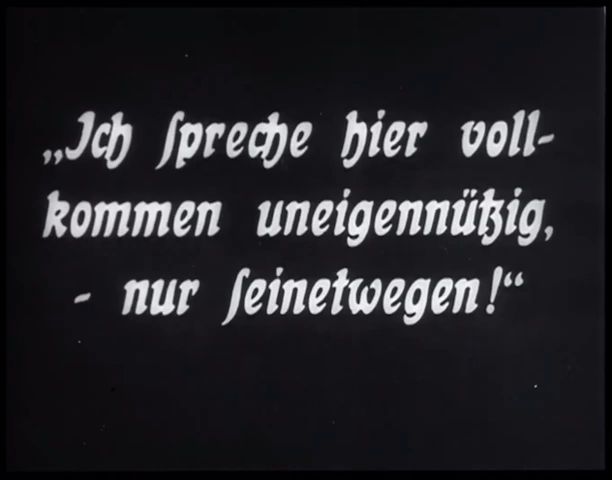 „Ich ſpreche hier voll-
kommen uneigennützig,
- nur ſeinetwegen!“